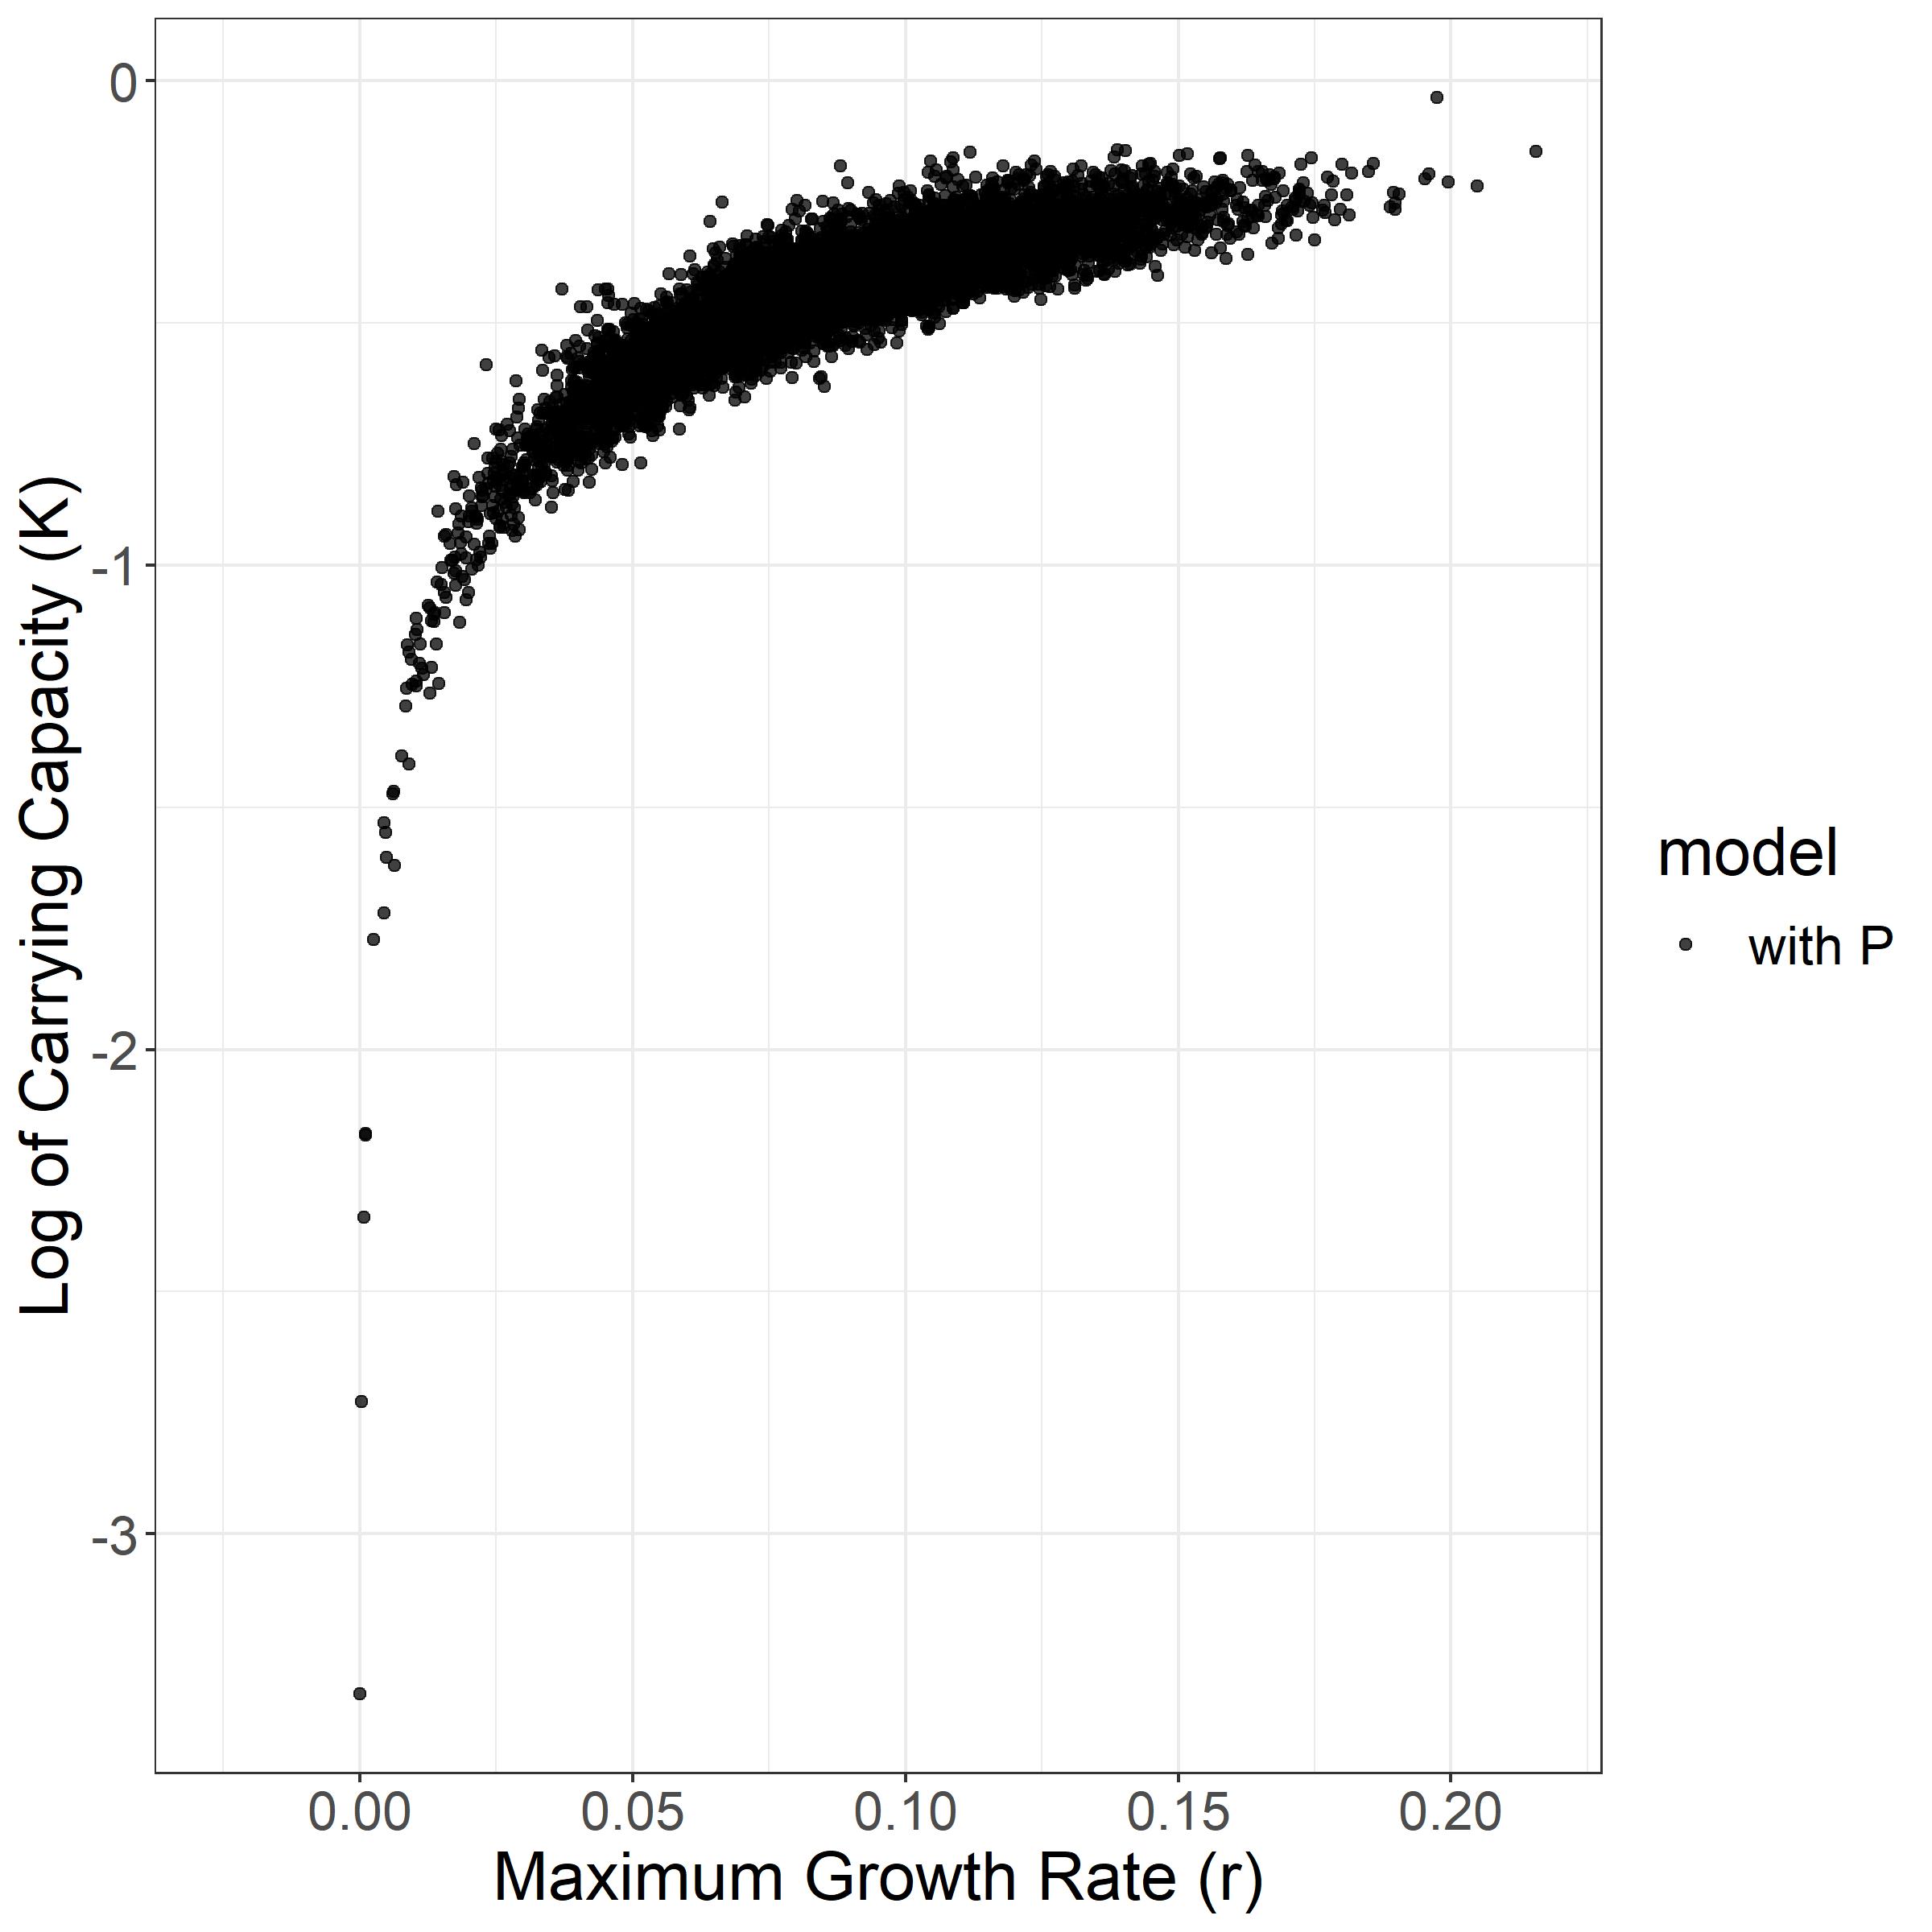 Log of Carrying Capacity (K)
0
-1
-2
-3
0.00 0.05 0.10 0.15 0.20
Maximum Growth Rate (r)
model
with P